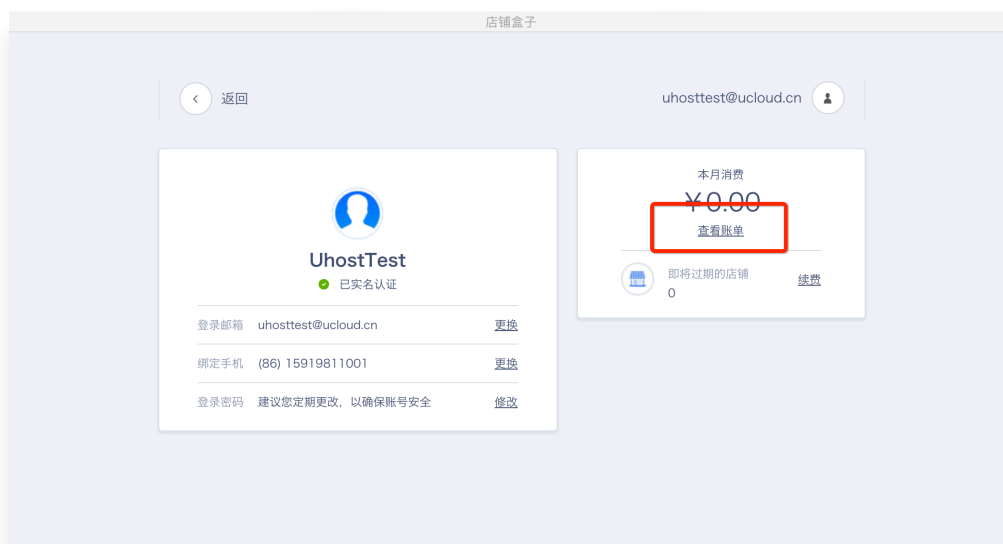 店铺盒子
返回
uhosttest@ucloud.cn
UhostTest
已实名认证
登录邮箱 uhosttest@ucloud.cn 更换
绑定手机 (86) 15919811001 更换
登录密码 建议您定期更改，以确保账号安全 修改
本月消费
￥0.00
查看账单
即将过期的店铺
0
续费